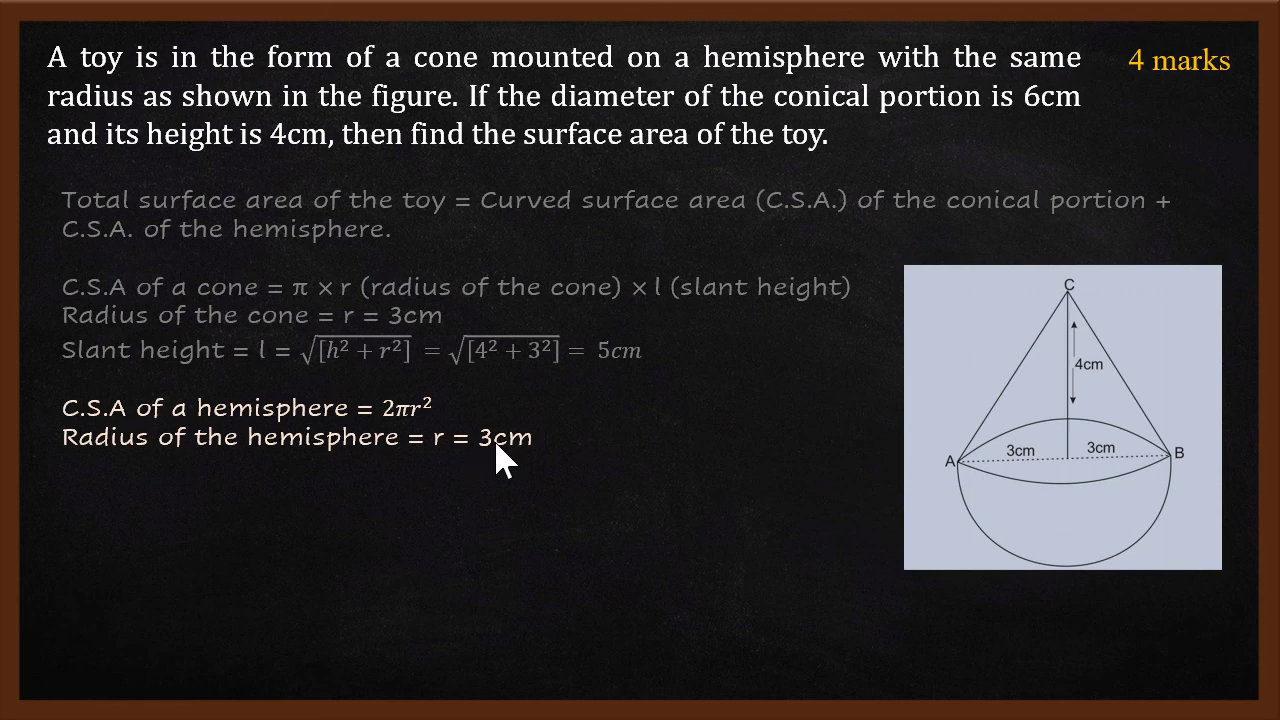 A toy is in the form of a cone mounted on a hemisphere with the same
radius as shown in the figure. If the diameter of the conical portion is 6cm
and its height is 4cm, then find the surface area of the toy.
4 marks
Total surface area of the toy = Curved surface area (C.S.A.) of the conical portion +
C.S.A. of the hemisphere.
C.S.A of a cone = π × r (radius of the cone) × l (slant height)
Radius of the cone = r = 3cm
Slant height = l = √[h² + r²] = √[4² + 3²] = 5cm
C.S.A of a hemisphere = 2πr²
Radius of the hemisphere = r = 3cm
C
4cm
3cm
3cm
A
B